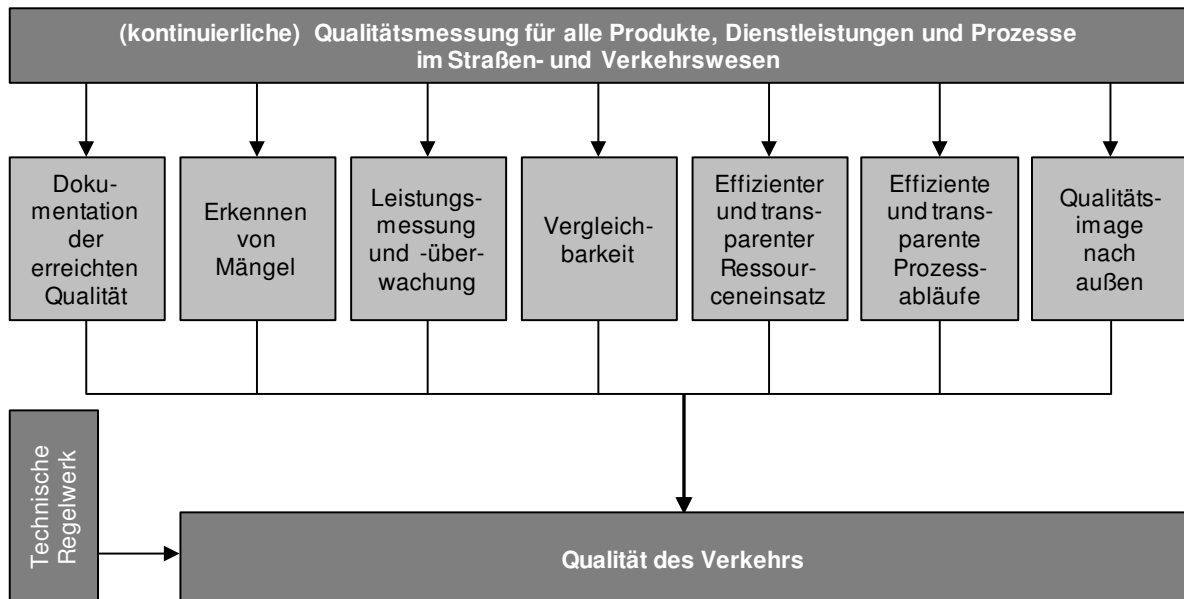 (kontinuierliche) Qualitätsmessung für alle Produkte, Dienstleistungen und Prozesse
im Straßen- und Verkehrswesen
Doku-
mentation
der
erreichten
Qualität
Erkennen
von
Mängel
Leistungs-
messung
und -über-
wachung
Vergleich-
barkeit
Effizienter
und trans-
parenter
Ressour-
ceneinsatz
Effiziente
und trans-
parente
Prozess-
abläufe
Qualitäts-
image
nach
außen
Technische
Regelwerk
Qualität des Verkehrs